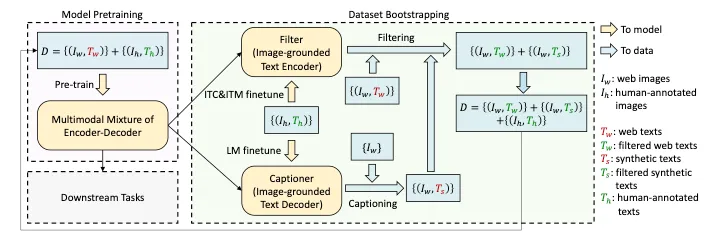 Model Pretraining
Dataset Bootstrapping
D = {(I_w, T_w)} + {(I_h, T_h)}
Pre-train
Multimodal Mixture of
Encoder-Decoder
Downstream Tasks
Filter
(Image-grounded
Text Encoder)
Filtering
ITC&ITM finetune
{(I_w, T_w)}
{(I_h, T_h)}
LM finetune
{I_w}
Captioner
(Image-grounded
Text Decoder)
Captioning
{(I_w, T_s)}
{(I_w, T_w)} + {(I_w, T_s)}
D = {(I_w, T_w)} + {(I_w, T_s)}
+{(I_h, T_h)}
To model
To data
I_w: web images
I_h: human-annotated
images
T_w: web texts
T_w: filtered web texts
T_s: synthetic texts
T_s: filtered synthetic
texts
T_h: human-annotated
texts